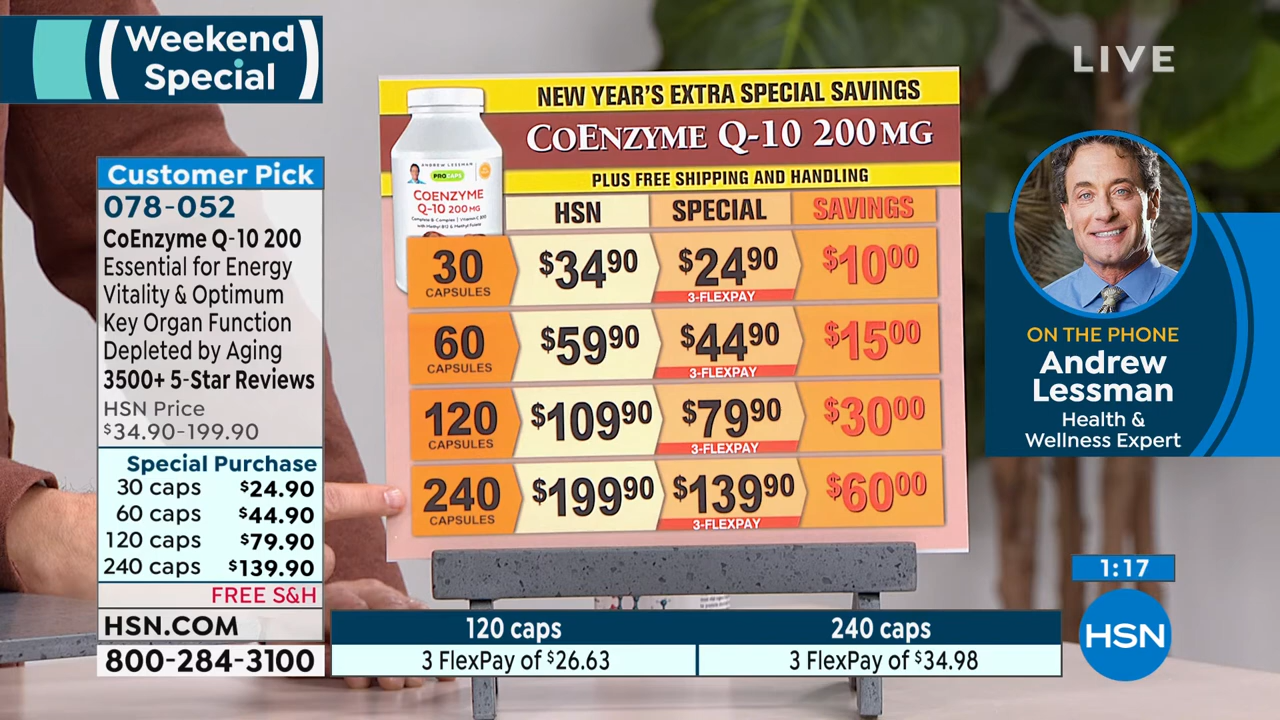 (Weekend
Special)
LIVE
Customer Pick
078-052
CoEnzyme Q-10 200
Essential for Energy
Vitality & Optimum
Key Organ Function
Depleted by Aging
3500+ 5-Star Reviews
HSN Price
$34.90-199.90
Special Purchase
30 caps $24.90
60 caps $44.90
120 caps $79.90
240 caps $139.90
FREE S&H
HSN.COM
800-284-3100
NEW YEAR'S EXTRA SPECIAL SAVINGS
COENZYME Q-10 200 MG
PLUS FREE SHIPPING AND HANDLING
ANDREW LESSMAN
PROCAPS
COENZYME
Q-10 200 MG
HSN SPECIAL SAVINGS
30 CAPSULES $34.90 $24.90 3-FLEXPAY $10.00
60 CAPSULES $59.90 $44.90 3-FLEXPAY $15.00
120 CAPSULES $109.90 $79.90 3-FLEXPAY $30.00
240 CAPSULES $199.90 $139.90 3-FLEXPAY $60.00
ON THE PHONE
Andrew
Lessman
Health &
Wellness Expert
1:17
HSN
120 caps 240 caps
3 FlexPay of $26.63 3 FlexPay of $34.98